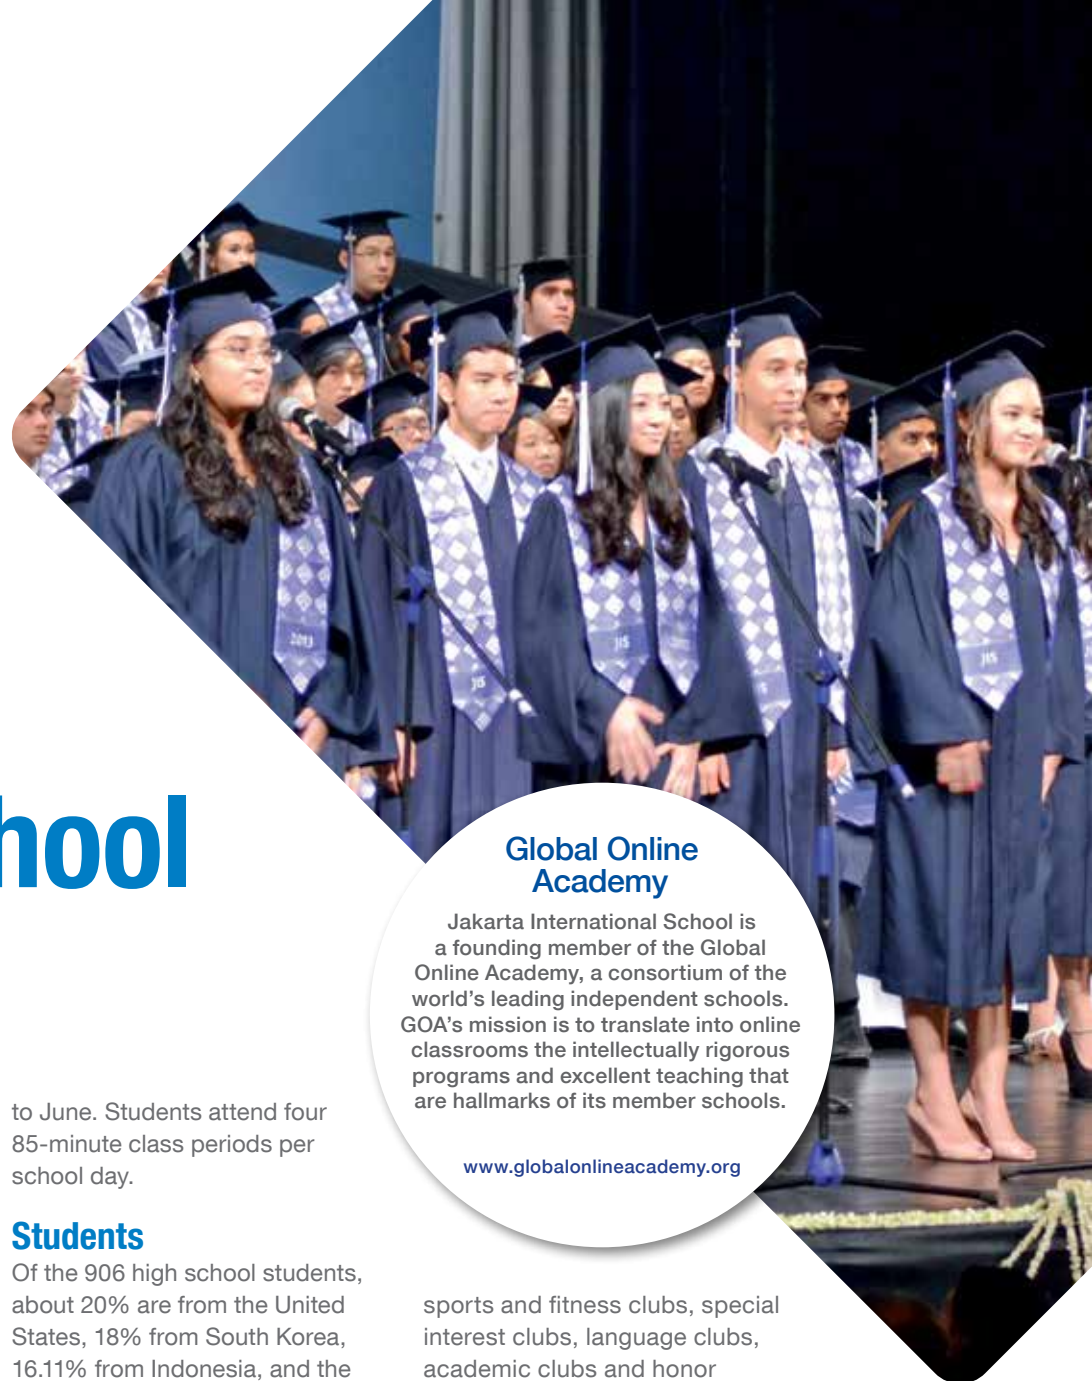 2013
JIS
JIS
JIS
hool
Global Online
Academy
Jakarta International School is
a founding member of the Global
Online Academy, a consortium of the
world's leading independent schools.
GOA's mission is to translate into online
classrooms the intellectually rigorous
programs and excellent teaching that
are hallmarks of its member schools.
www.globalonlineacademy.org
to June. Students attend four
85-minute class periods per
school day.
Students
Of the 906 high school students,
about 20% are from the United
States, 18% from South Korea,
16.11% from Indonesia, and the
sports and fitness clubs, special
interest clubs, language clubs,
academic clubs and honor